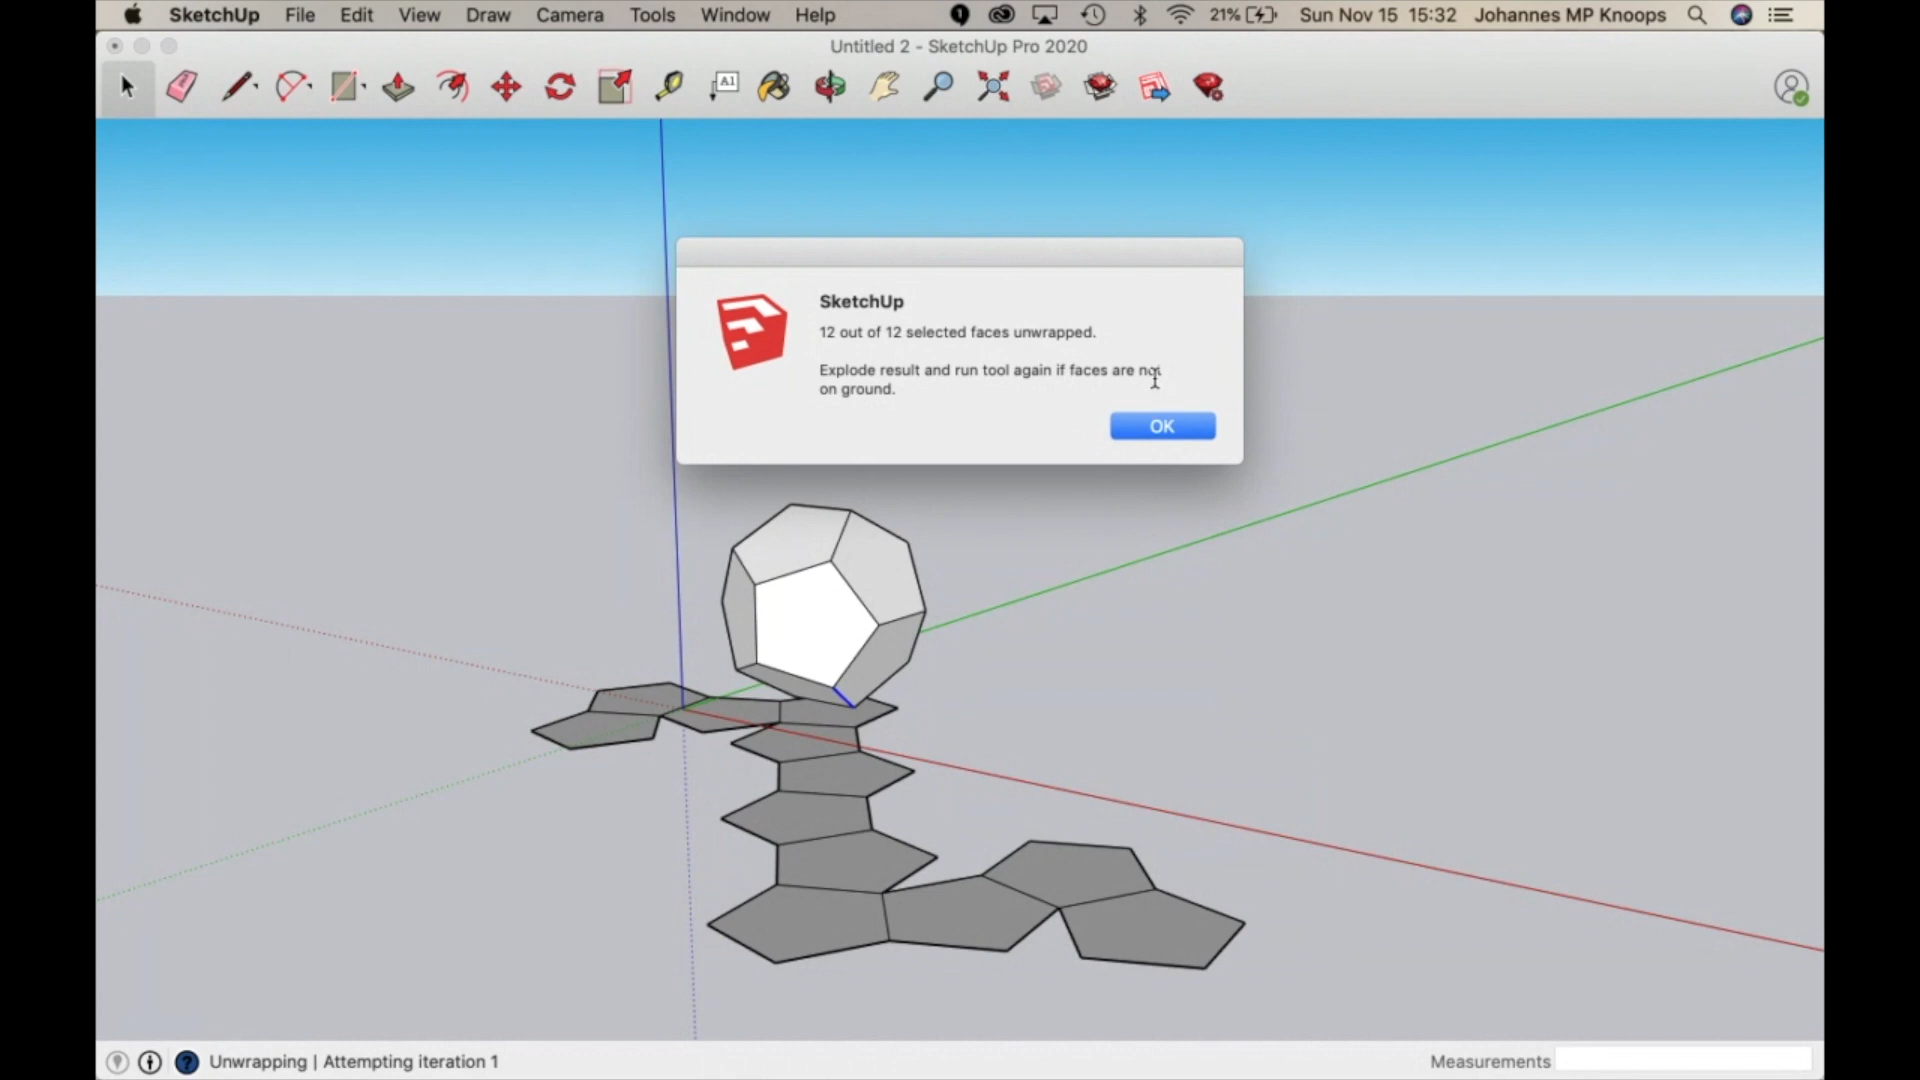 SketchUp File Edit View Draw Camera Tools Window Help 1 21% Sun Nov 15 15:32 Johannes MP Knoops
Untitled 2 - SketchUp Pro 2020
A1
SketchUp
12 out of 12 selected faces unwrapped.
Explode result and run tool again if faces are not
on ground.
OK
? Unwrapping | Attempting iteration 1 Measurements